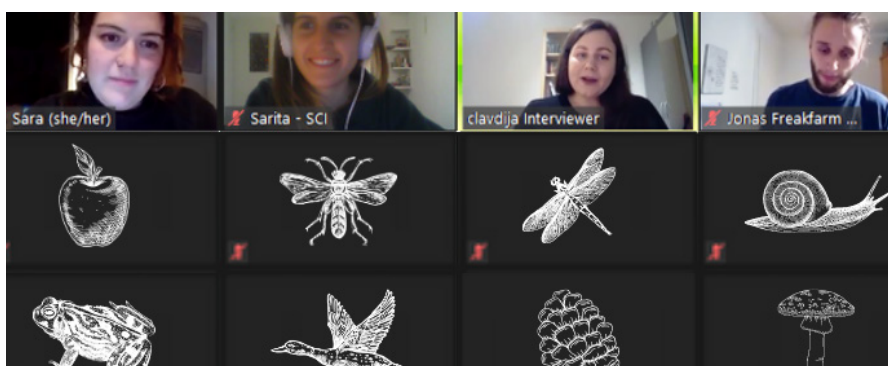 Sara (she/her)
Sarita - SCI
clavdija Interviewer
Jonas Freakfarm ...